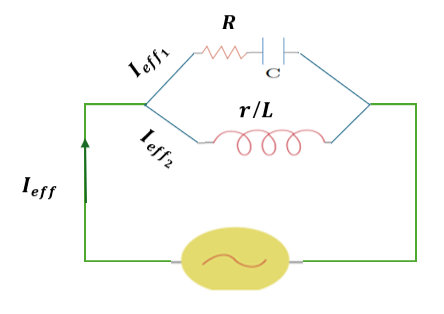 R
I_eff₁
C
r/L
I_eff₂
I_eff